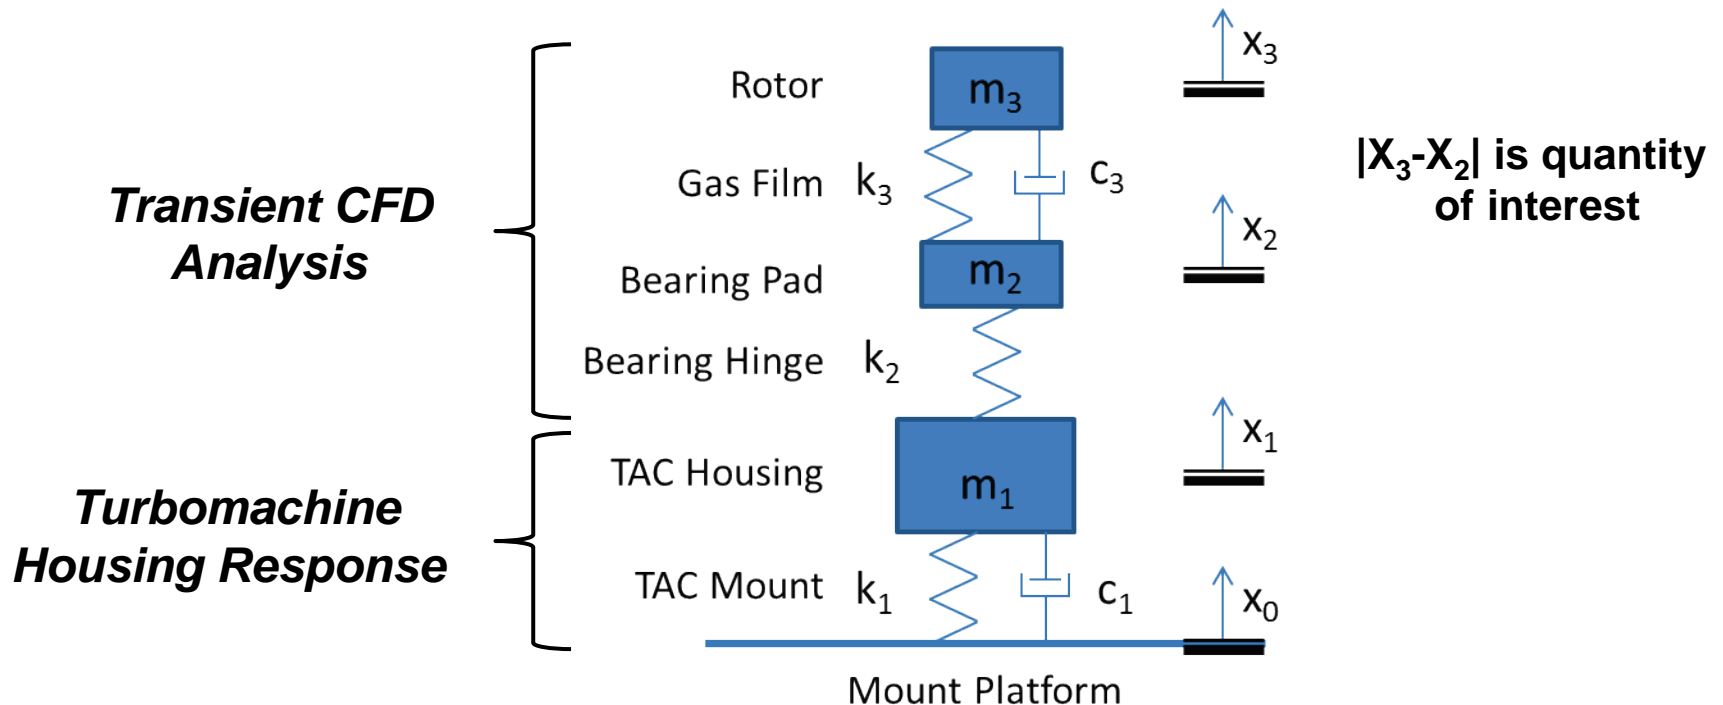 Transient CFD
Analysis
Turbomachine
Housing Response
Rotor
m₃
x₃
Gas Film
k₃
c₃
|X₃-X₂| is quantity
of interest
Bearing Pad
m₂
x₂
Bearing Hinge
k₂
TAC Housing
m₁
x₁
TAC Mount
k₁
c₁
x₀
Mount Platform